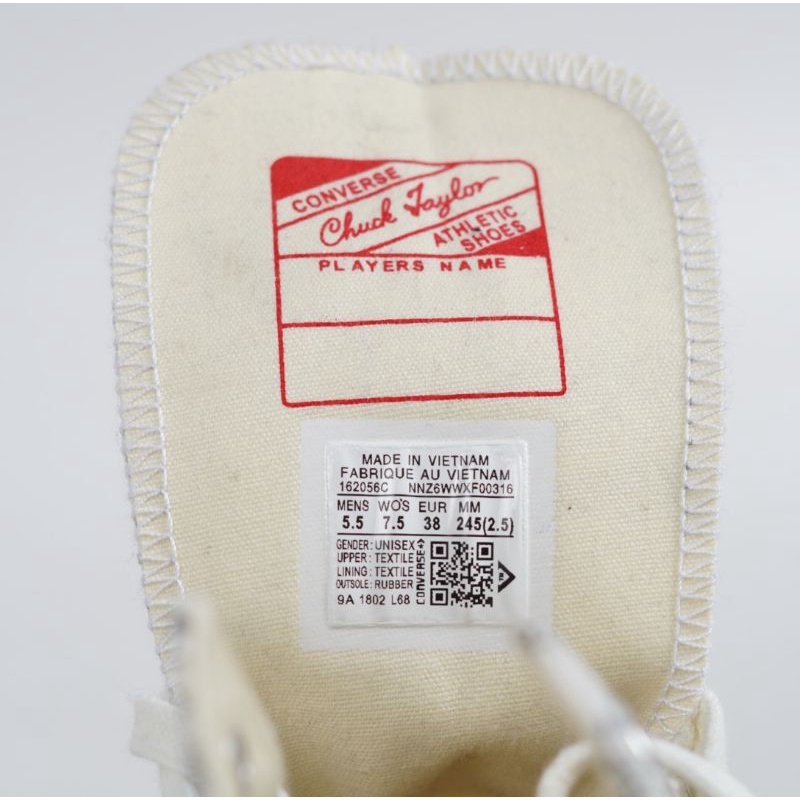 CONVERSE
Chuck Taylor
ATHLETIC
SHOES
PLAYERS NAME
MADE IN VIETNAM
FABRIQUE AU VIETNAM
162056C NNZ6WWXF00316
MENS WO'S EUR MM
5.5 7.5 38 245(2.5)
GENDER: UNISEX
UPPER: TEXTILE
LINING: TEXTILE
OUTSOLE: RUBBER
9A 1802 L68
CONVERSE
TM